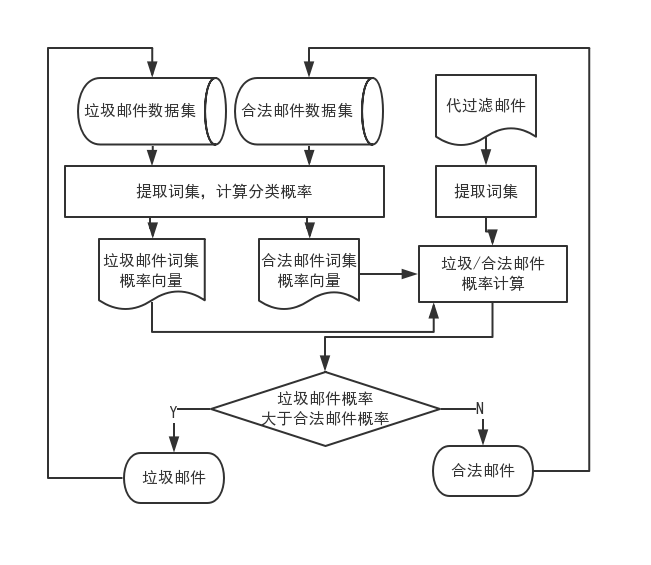 垃圾邮件数据集
合法邮件数据集
代过滤邮件
提取词集，计算分类概率
提取词集
垃圾邮件词集
概率向量
合法邮件词集
概率向量
垃圾/合法邮件
概率计算
垃圾邮件概率
大于合法邮件概率
Y
N
垃圾邮件
合法邮件